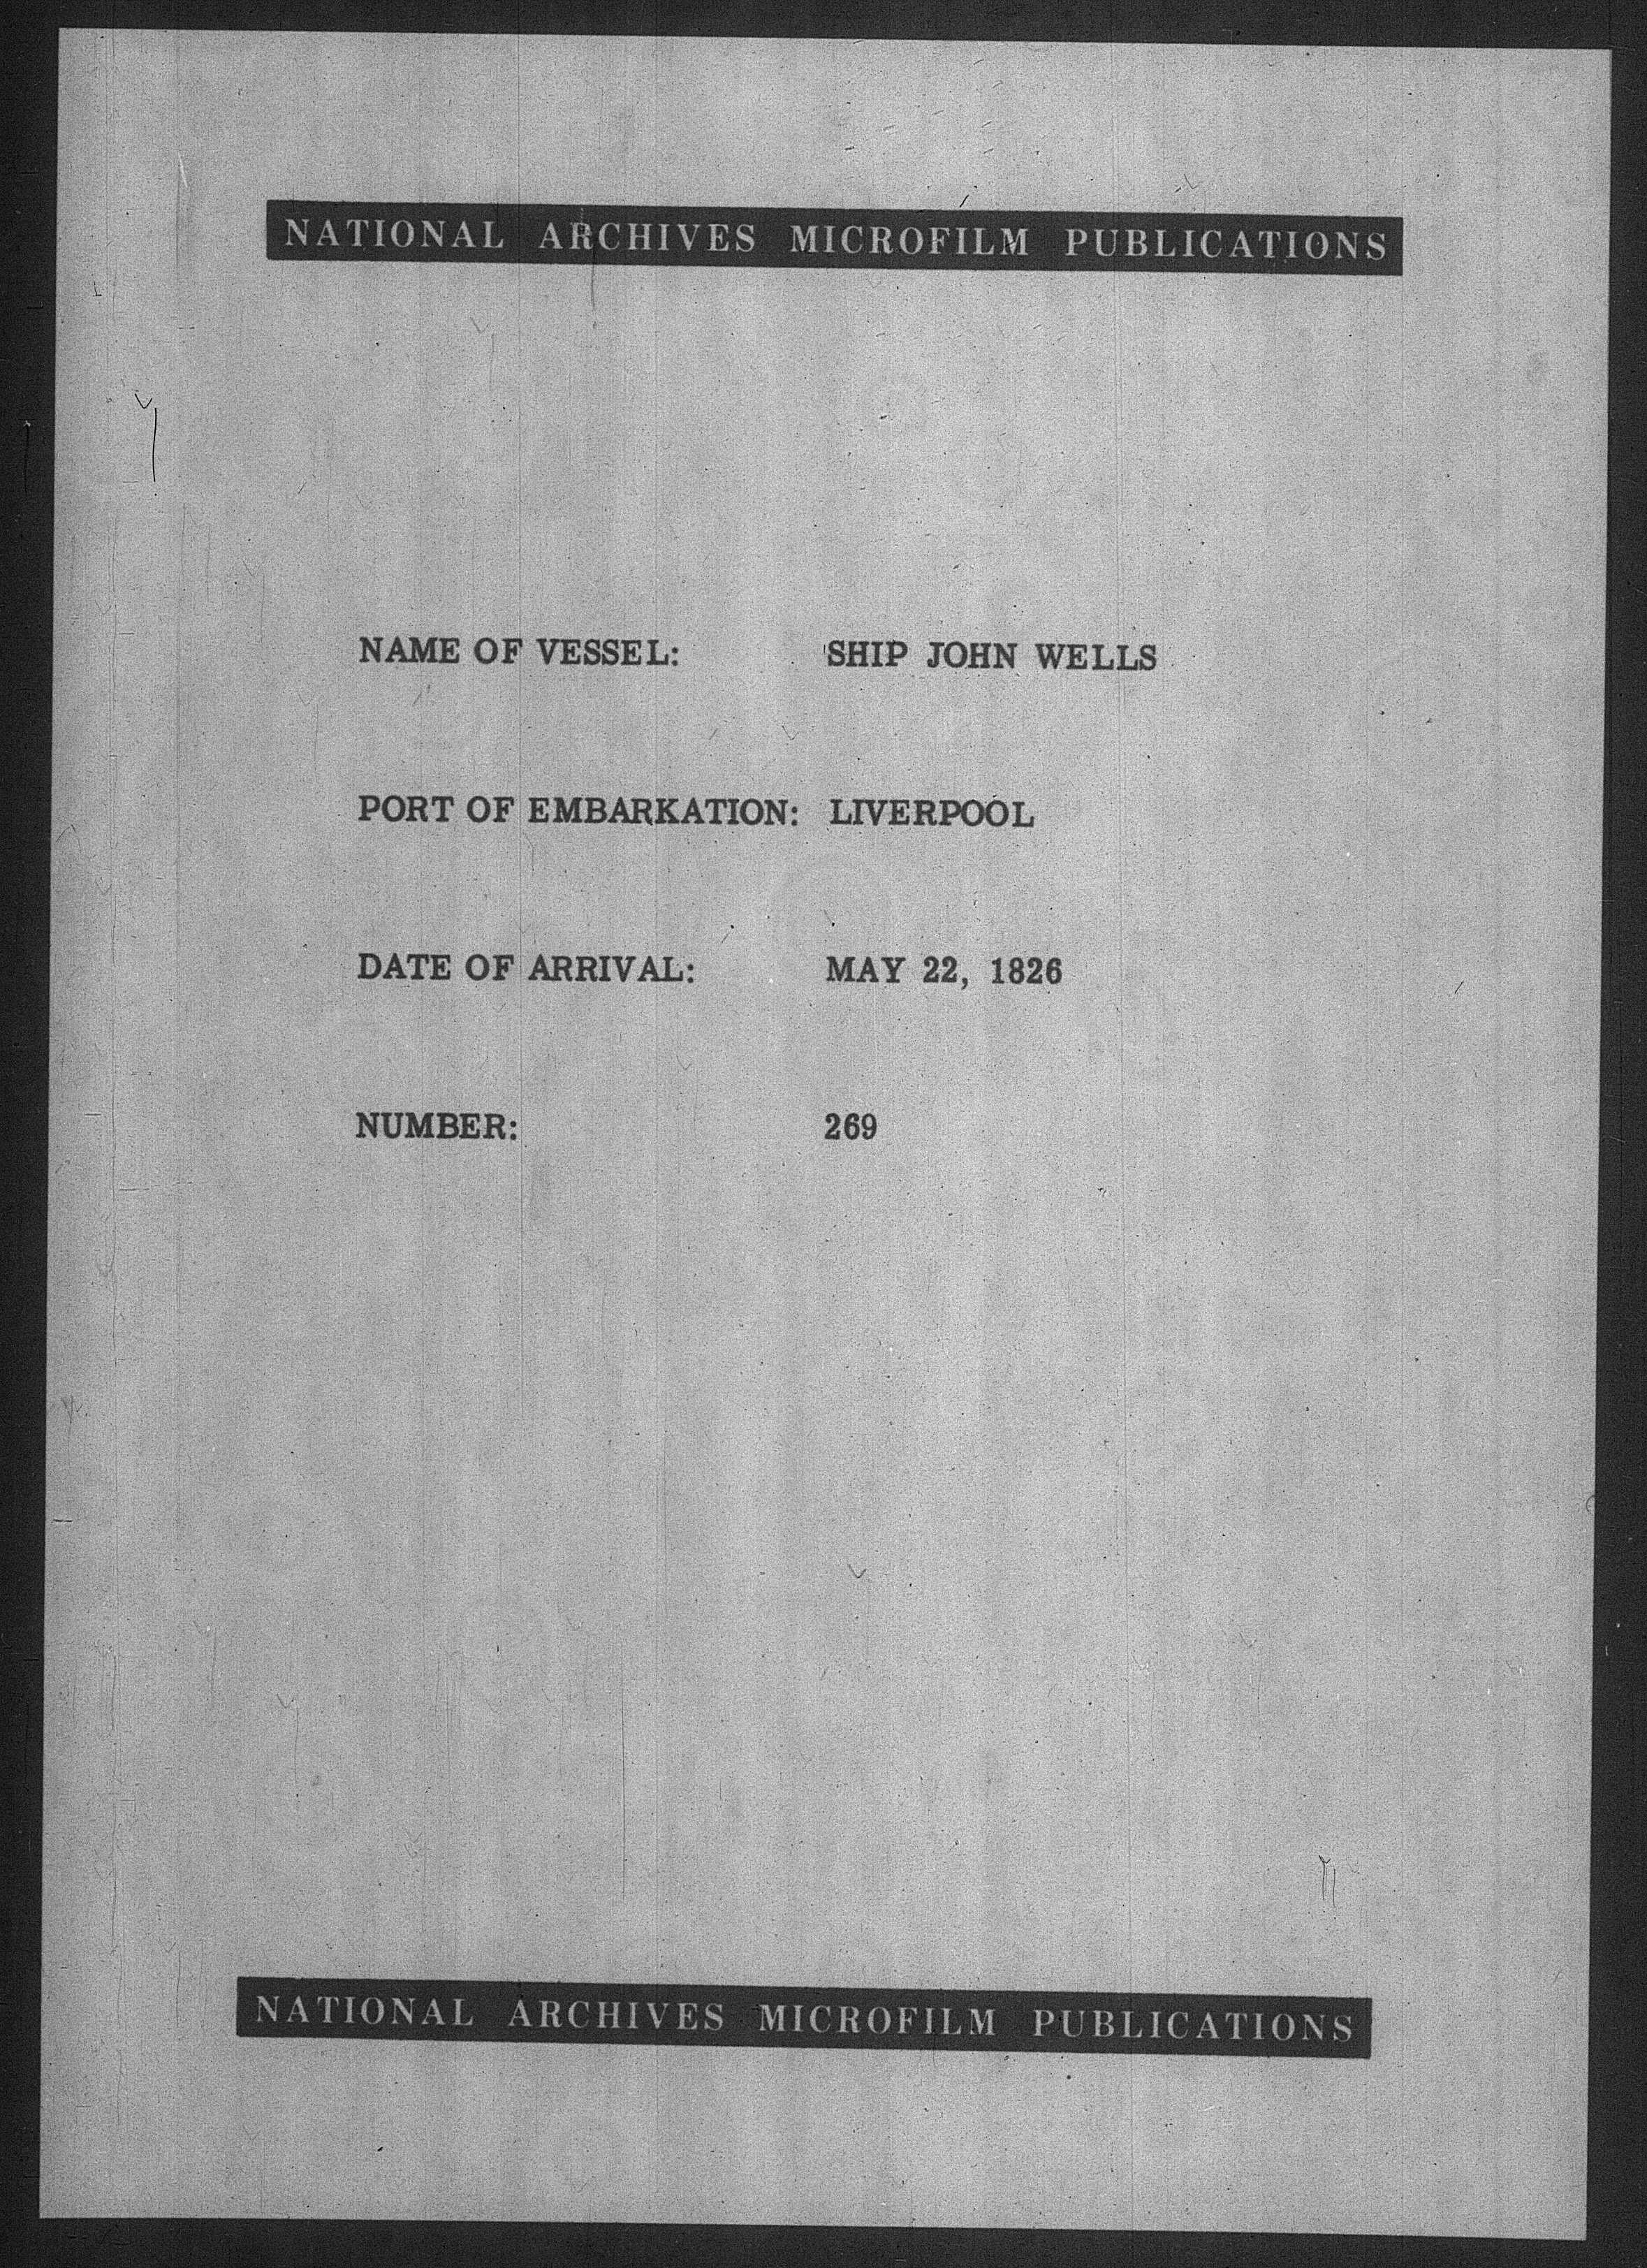 NATIONAL ARCHIVES MICROFILM PUBLICATIONS
NAME OF VESSEL: SHIP JOHN WELLS
PORT OF EMBARKATION: LIVERPOOL
DATE OF ARRIVAL: MAY 22, 1826
NUMBER: 269
NATIONAL ARCHIVES MICROFILM PUBLICATIONS